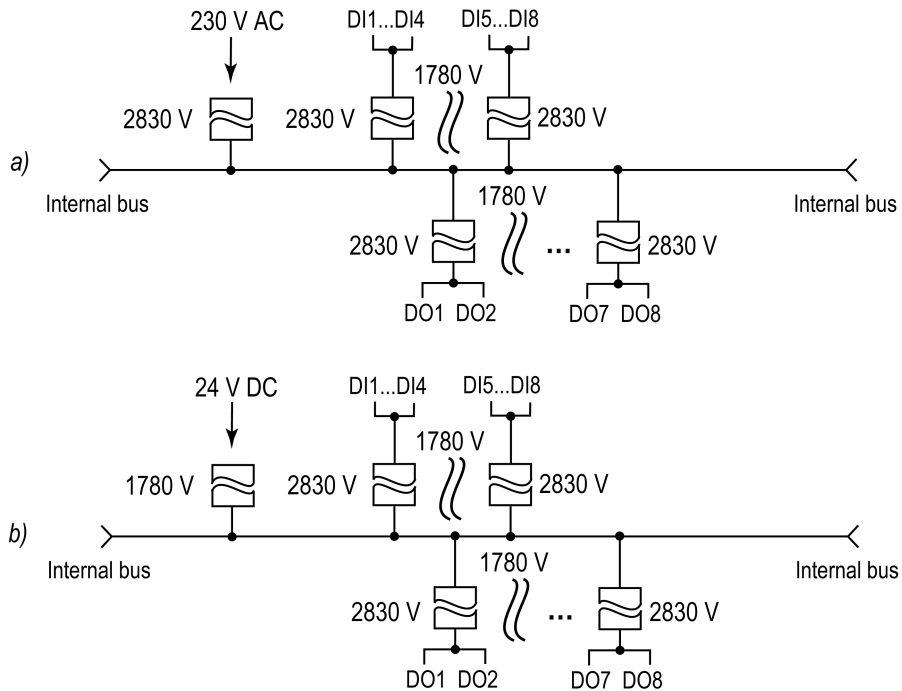 230 V AC DI1...DI4 DI5...DI8
1780 V
2830 V 2830 V 2830 V
a)
Internal bus 1780 V Internal bus
2830 V ... 2830 V
DO1 DO2 DO7 DO8
24 V DC DI1...DI4 DI5...DI8
1780 V
1780 V 2830 V 2830 V
b)
Internal bus 1780 V Internal bus
2830 V ... 2830 V
DO1 DO2 DO7 DO8